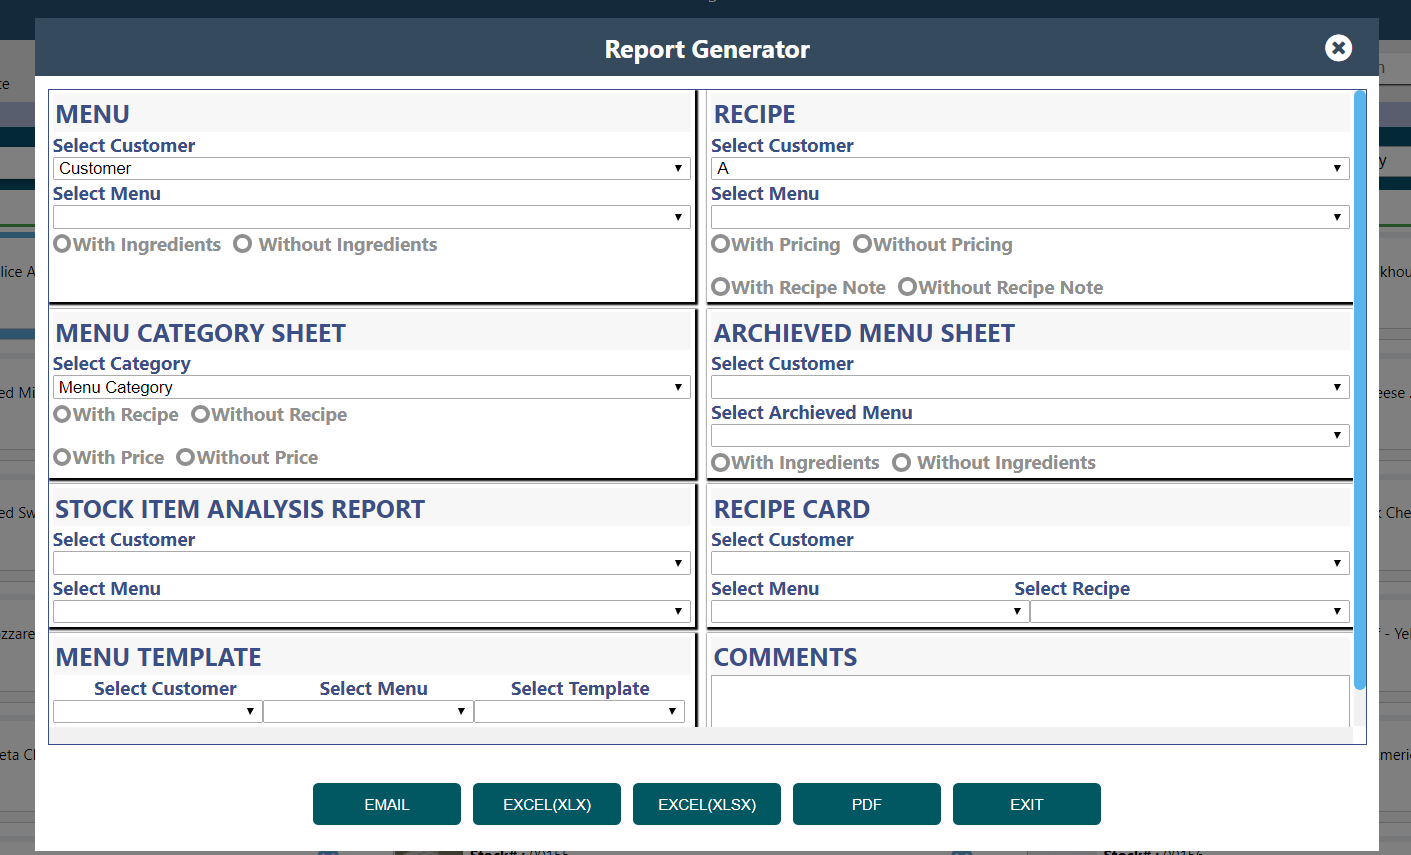 Report Generator
MENU
Select Customer
Customer
Select Menu
With Ingredients Without Ingredients
RECIPE
Select Customer
A
Select Menu
With Pricing Without Pricing
With Recipe Note Without Recipe Note
MENU CATEGORY SHEET
Select Category
Menu Category
With Recipe Without Recipe
With Price Without Price
ARCHIEVED MENU SHEET
Select Customer
Select Archieved Menu
With Ingredients Without Ingredients
STOCK ITEM ANALYSIS REPORT
Select Customer
Select Menu
RECIPE CARD
Select Customer
Select Menu Select Recipe
MENU TEMPLATE
Select Customer Select Menu Select Template
COMMENTS
EMAIL EXCEL(XLX) EXCEL(XLSX) PDF EXIT